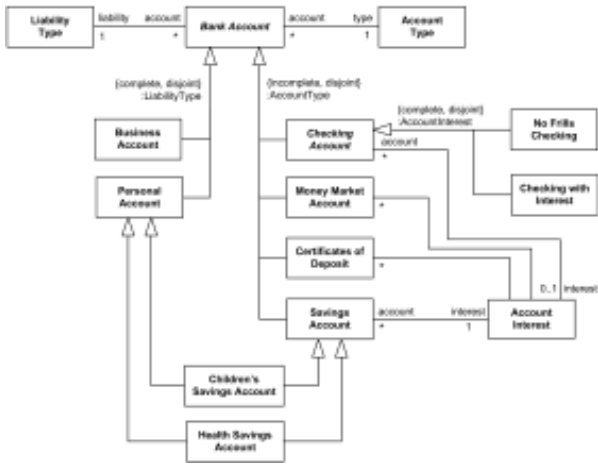 Liability
Type
liability
account
1
*
Bank Account
account
type
*
1
Account
Type
{complete, disjoint}
:LiabilityType
{incomplete, disjoint}
:AccountType
{complete, disjoint}
:AccountInterest
Business
Account
Checking
Account
account
*
No Frills
Checking
Personal
Account
Money Market
Account
*
Checking with
Interest
Certificates of
Deposit
*
0..1
interest
Savings
Account
account
interest
*
1
Account
Interest
Children's
Savings Account
Health Savings
Account